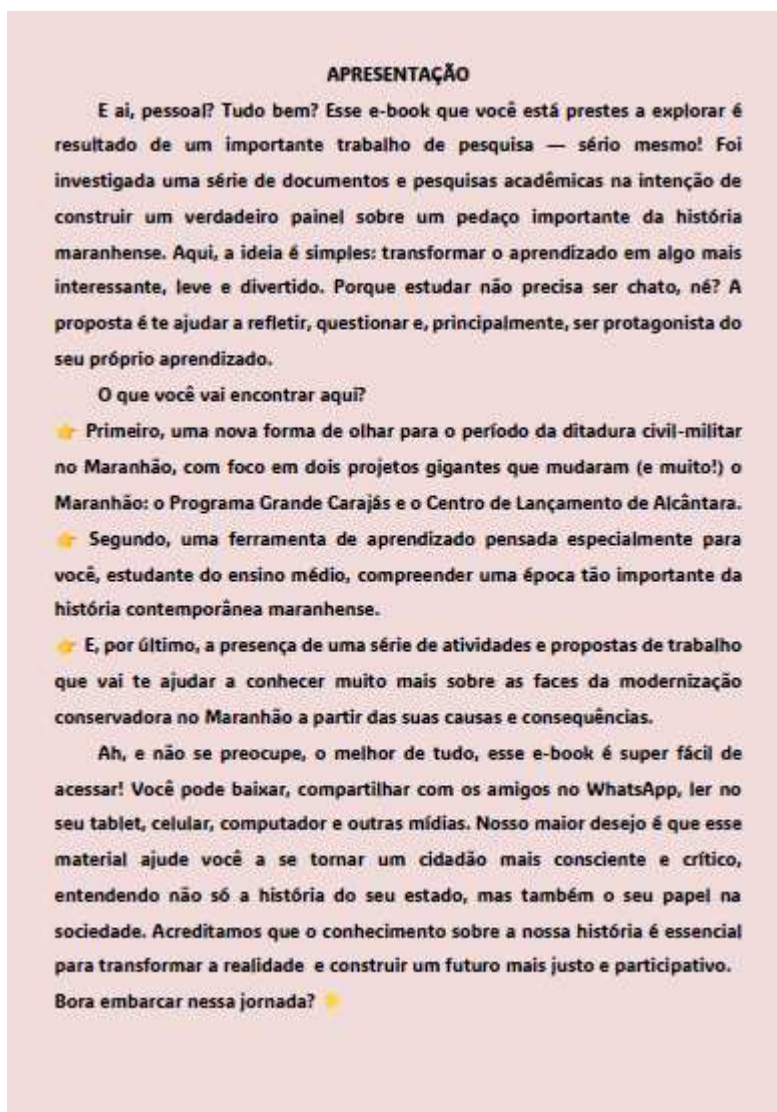 APRESENTAÇÃO
E ai, pessoal? Tudo bem? Esse e-book que você está prestes a explorar é
resultado de um importante trabalho de pesquisa — sério mesmo! Foi
investigada uma série de documentos e pesquisas acadêmicas na intenção de
construir um verdadeiro painel sobre um pedaço importante da história
maranhense. Aqui, a ideia é simples: transformar o aprendizado em algo mais
interessante, leve e divertido. Porque estudar não precisa ser chato, né? A
proposta é te ajudar a refletir, questionar e, principalmente, ser protagonista do
seu próprio aprendizado.
O que você vai encontrar aqui?
👉 Primeiro, uma nova forma de olhar para o período da ditadura civil-militar
no Maranhão, com foco em dois projetos gigantes que mudaram (e muito!) o
Maranhão: o Programa Grande Carajás e o Centro de Lançamento de Alcântara.
👉 Segundo, uma ferramenta de aprendizado pensada especialmente para
você, estudante do ensino médio, compreender uma época tão importante da
história contemporânea maranhense.
👉 E, por último, a presença de uma série de atividades e propostas de trabalho
que vai te ajudar a conhecer muito mais sobre as faces da modernização
conservadora no Maranhão a partir das suas causas e consequências.
Ah, e não se preocupe, o melhor de tudo, esse e-book é super fácil de
acessar! Você pode baixar, compartilhar com os amigos no WhatsApp, ler no
seu tablet, celular, computador e outras mídias. Nosso maior desejo é que esse
material ajude você a se tornar um cidadão mais consciente e crítico,
entendendo não só a história do seu estado, mas também o seu papel na
sociedade. Acreditamos que o conhecimento sobre a nossa história é essencial
para transformar a realidade e construir um futuro mais justo e participativo.
Bora embarcar nessa jornada?